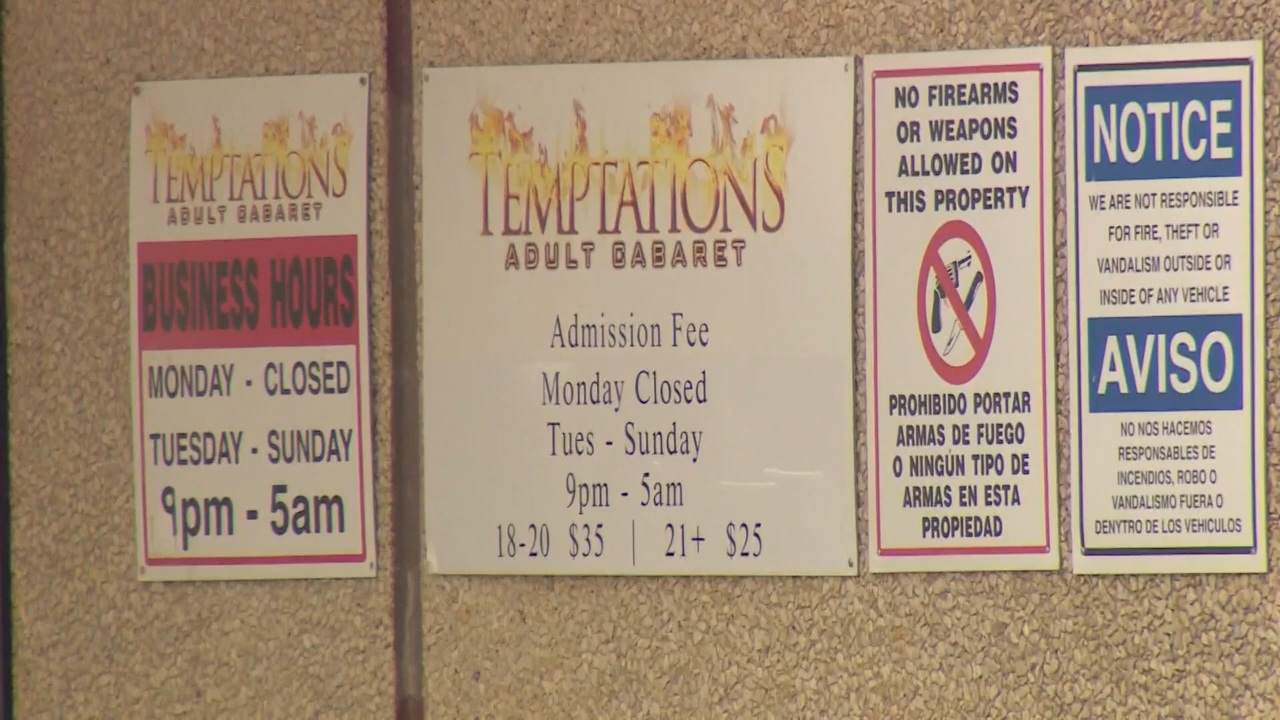 TEMPTATIONS
ADULT CABARET
BUSINESS HOURS
MONDAY - CLOSED
TUESDAY - SUNDAY
9pm - 5am
TEMPTATIONS
ADULT CABARET
Admission Fee
Monday Closed
Tues - Sunday
9pm - 5am
18-20 $35 | 21+ $25
NO FIREARMS
OR WEAPONS
ALLOWED ON
THIS PROPERTY
PROHIBIDO PORTAR
ARMAS DE FUEGO
O NINGÚN TIPO DE
ARMAS EN ESTA
PROPIEDAD
NOTICE
WE ARE NOT RESPONSIBLE
FOR FIRE, THEFT OR
VANDALISM OUTSIDE OR
INSIDE OF ANY VEHICLE
AVISO
NO NOS HACEMOS
RESPONSABLES DE
INCENDIOS, ROBO O
VANDALISMO FUERA O
DENYTRO DE LOS VEHICULOS